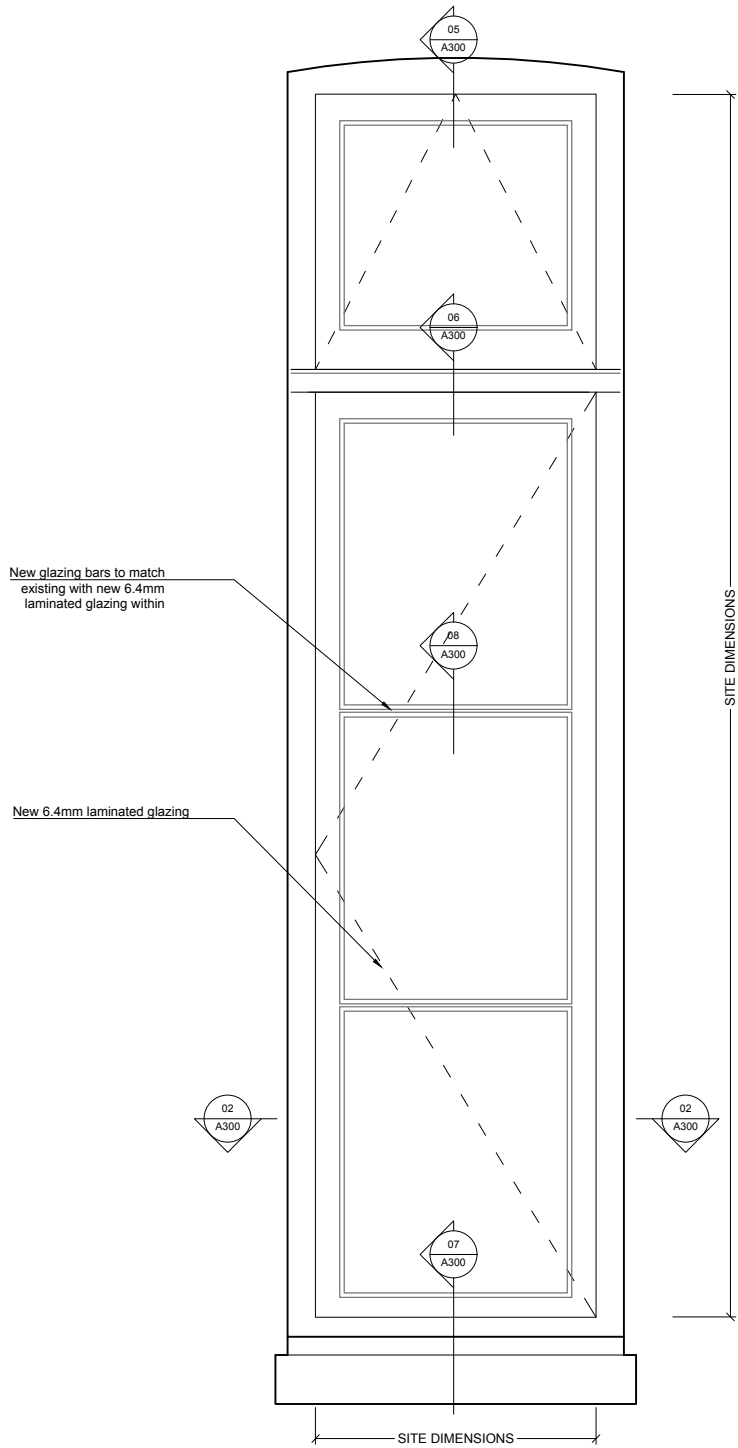 05
A300
06
A300
New glazing bars to match
existing with new 6.4mm
laminated glazing within
08
A300
SITE DIMENSIONS
New 6.4mm laminated glazing
02
A300
02
A300
07
A300
SITE DIMENSIONS